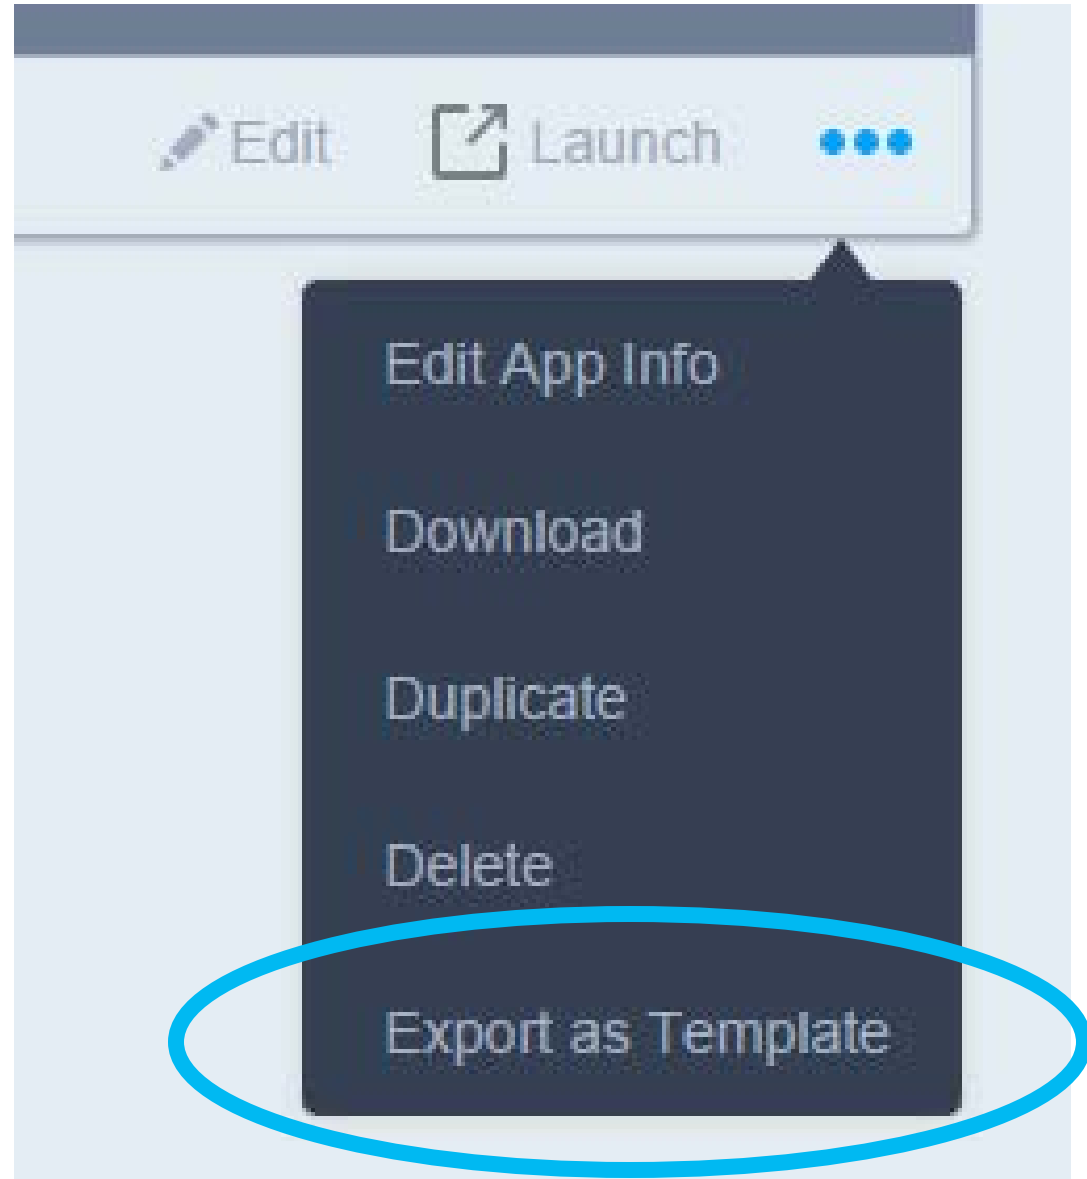 Edit Launch
Edit App Info
Download
Duplicate
Delete
Export as Template